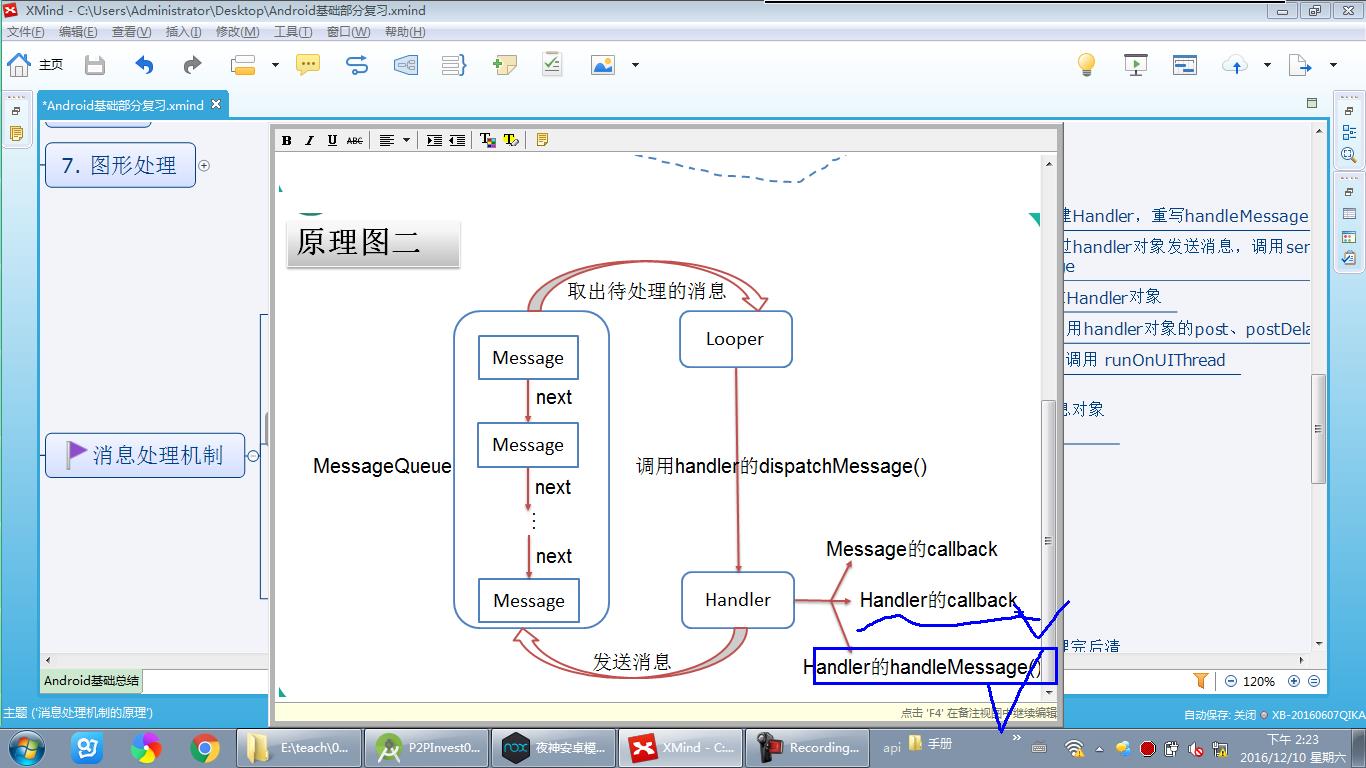 XMind - C:\Users\Administrator\Desktop\Android基础部分复习.xmind
文件(F) 编辑(E) 查看(V) 插入(I) 修改(M) 工具(T) 窗口(W) 帮助(H)
主页
*Android基础部分复习.xmind
B I U ABC
7. 图形处理
原理图二
建Handler，重写handleMessage
过handler对象发送消息，调用ser
ge
Handler对象
用handler对象的post、postDela
调用 runOnUIThread
息对象
取出待处理的消息
Message
Looper
next
Message
消息处理机制
MessageQueue
调用handler的dispatchMessage()
next
⋮
next
Message的callback
Message
Handler
Handler的callback
理完后清
发送消息
Handler的handleMessage()
Android基础总结
120%
点击 'F4' 在备注视图中继续编辑
主题 ('消息处理机制的原理')
自动保存: 关闭 XB-20160607QIKA
E:\teach\0...
P2PInvest0...
nox
夜神安卓模...
XMind - C:...
Recording...
api
手册
下午 2:23
2016/12/10 星期六